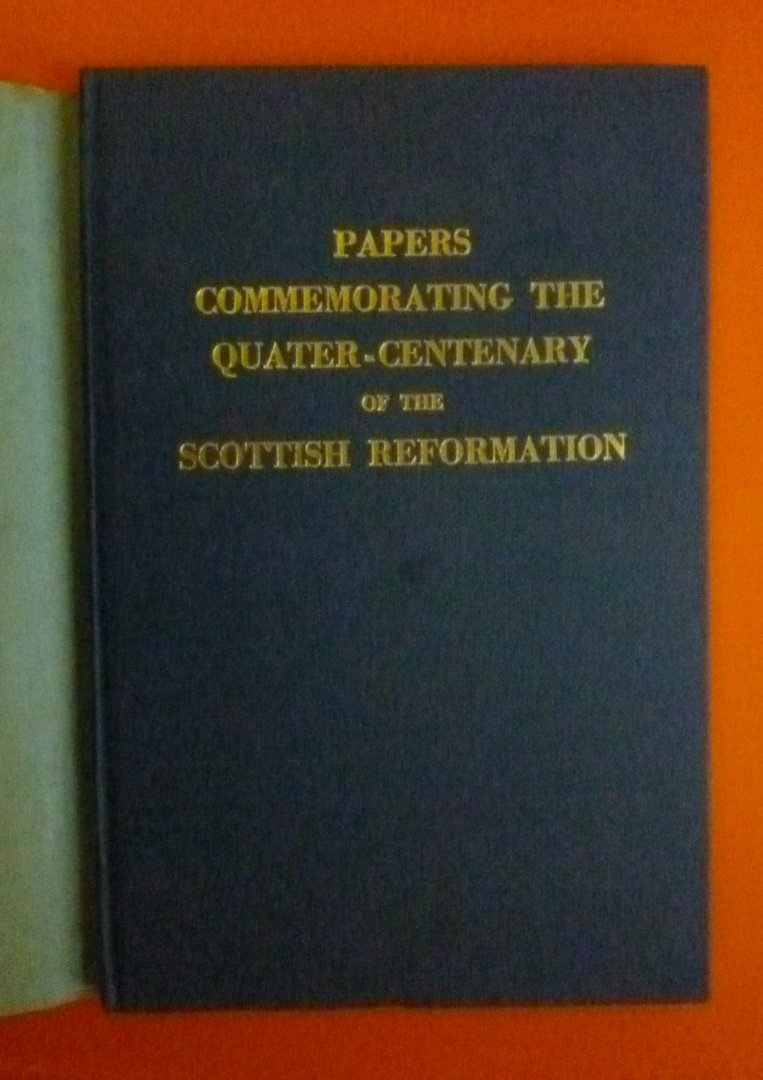 PAPERS
COMMEMORATING THE
QUATER-CENTENARY
OF THE
SCOTTISH REFORMATION